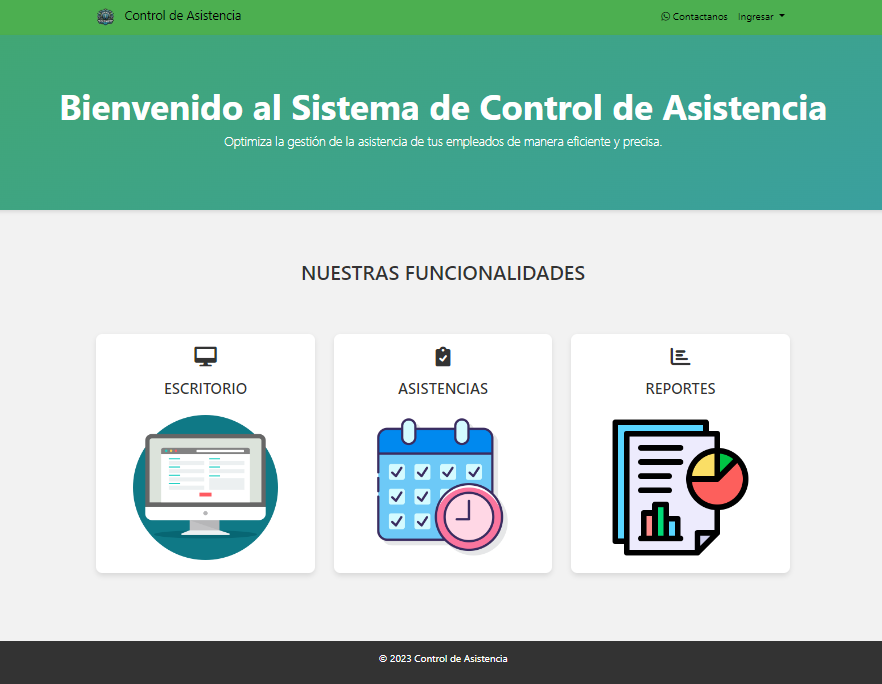 Control de Asistencia
Contactanos
Ingresar
Bienvenido al Sistema de Control de Asistencia
Optimiza la gestión de la asistencia de tus empleados de manera eficiente y precisa.
NUESTRAS FUNCIONALIDADES
ESCRITORIO
ASISTENCIAS
REPORTES
© 2023 Control de Asistencia